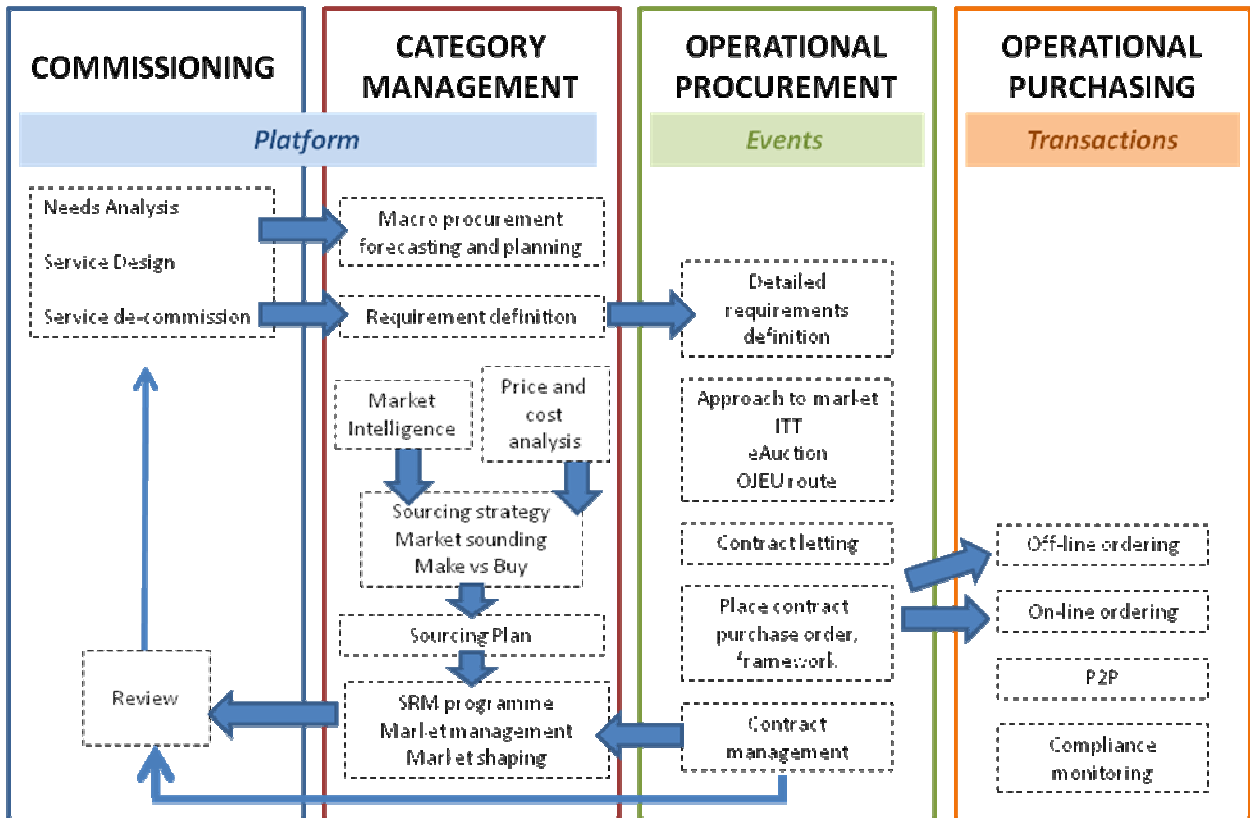 COMMISSIONING
CATEGORY
MANAGEMENT
OPERATIONAL
PROCUREMENT
OPERATIONAL
PURCHASING
Platform
Events
Transactions
Needs Analysis
Service Design
Service de-commission
Review
Macro procurement
forecasting and planning
Requirement definition
Market
Intelligence
Price and
cost
analysis
Sourcing strategy
Market sounding
Make vs Buy
Sourcing Plan
SRM programme
Market management
Market shaping
Detailed
requirements
definition
Approach to market
ITT
eAuction
OJEU route
Contract letting
Place contract
purchase order,
framework.
Contract
management
Off-line ordering
On-line ordering
P2P
Compliance
monitoring